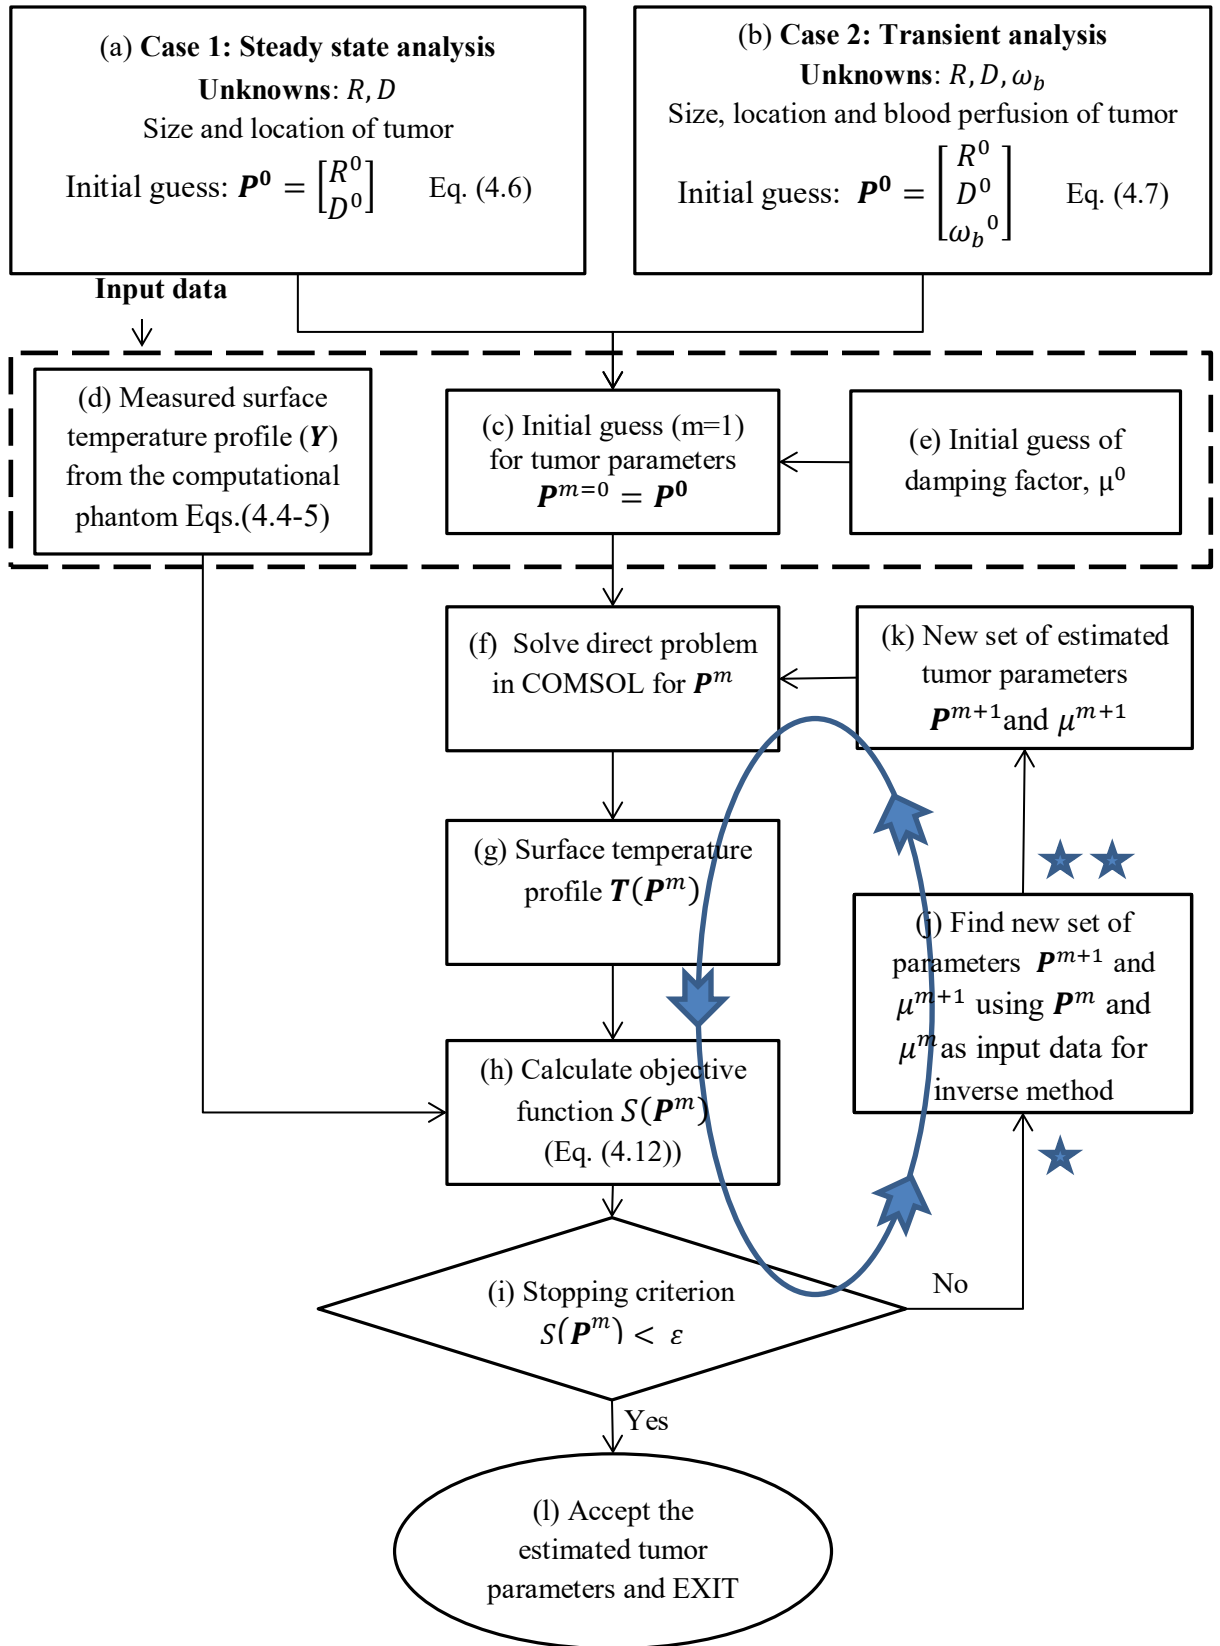 (a) Case 1: Steady state analysis
Unknowns: R, D
Size and location of tumor
Initial guess: P⁰ = [R⁰ D⁰] Eq. (4.6)
(b) Case 2: Transient analysis
Unknowns: R, D, ω_b
Size, location and blood perfusion of tumor
Initial guess: P⁰ = [R⁰ D⁰ ω_b⁰] Eq. (4.7)
Input data
(d) Measured surface
temperature profile (Y)
from the computational
phantom Eqs.(4.4-5)
(c) Initial guess (m=1)
for tumor parameters
P^{m=0} = P⁰
(e) Initial guess of
damping factor, μ⁰
(f) Solve direct problem
in COMSOL for P^m
(k) New set of estimated
tumor parameters
P^{m+1} and μ^{m+1}
(g) Surface temperature
profile T(P^m)
(j) Find new set of
parameters P^{m+1} and
μ^{m+1} using P^m and
μ^m as input data for
inverse method
(h) Calculate objective
function S(P^m)
(Eq. (4.12))
(i) Stopping criterion
S(P^m) < ε
No
Yes
(l) Accept the
estimated tumor
parameters and EXIT